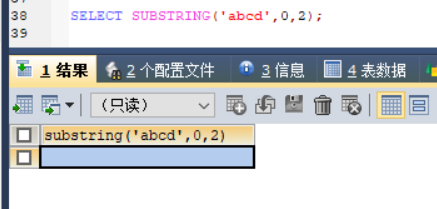 38 SELECT SUBSTRING('abcd',0,2);
39
1 结果 2 个配置文件 3 信息 4 表数据
（只读）
substring('abcd',0,2)